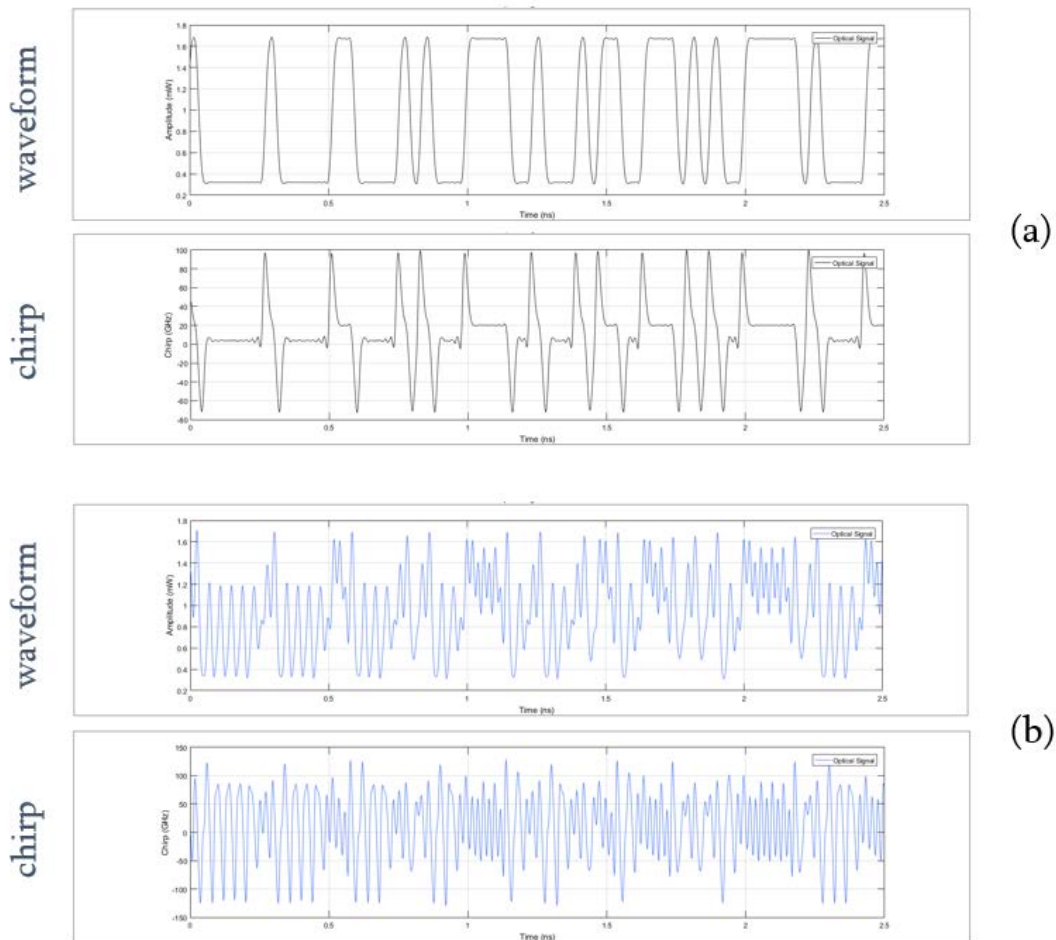 waveform
1.8
1.6
1.4
1.2
1
0.8
0.6
0.4
0.2
Amplitude (mW)
Optical Signal
0 0.5 1 1.5 2 2.5
Time (ns)
(a)
chirp
100
80
60
40
20
0
-20
-40
-60
-80
Chirp (GHz)
Optical Signal
0 0.5 1 1.5 2 2.5
Time (ns)
waveform
1.8
1.6
1.4
1.2
1
0.8
0.6
0.4
0.2
Amplitude (mW)
Optical Signal
0 0.5 1 1.5 2 2.5
Time (ns)
(b)
chirp
150
100
50
0
-50
-100
-150
Chirp (GHz)
Optical Signal
0 0.5 1 1.5 2 2.5
Time (ns)